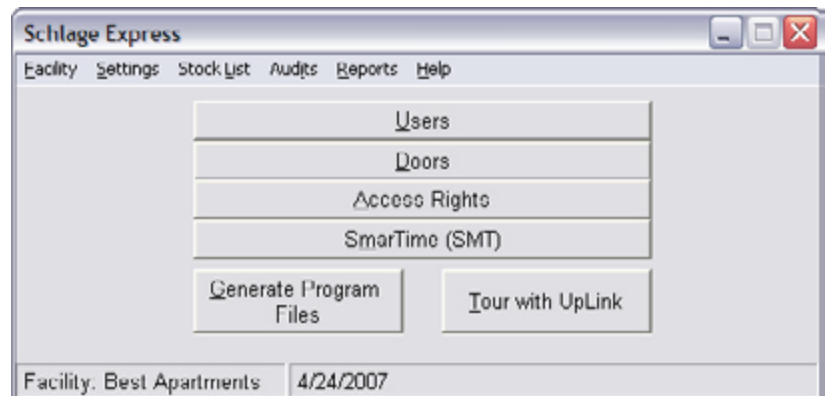 Schlage Express
Facility Settings Stock List Audits Reports Help
Users
Doors
Access Rights
SmarTime (SMT)
Generate Program
Files
Tour with UpLink
Facility: Best Apartments 4/24/2007